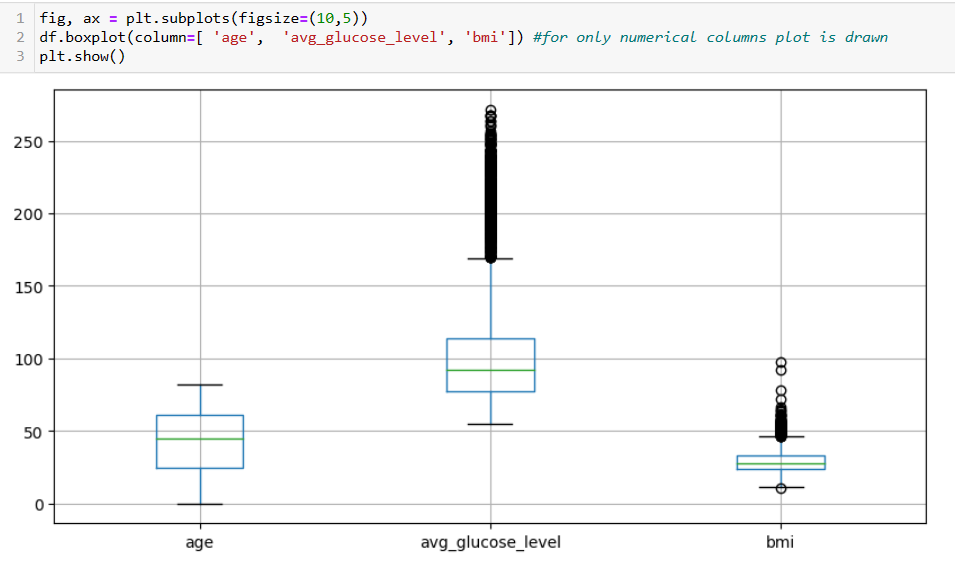 1 fig, ax = plt.subplots(figsize=(10,5))
2 df.boxplot(column=[ 'age',  'avg_glucose_level', 'bmi']) #for only numerical columns plot is drawn
3 plt.show()
250
200
150
100
50
0
age avg_glucose_level bmi